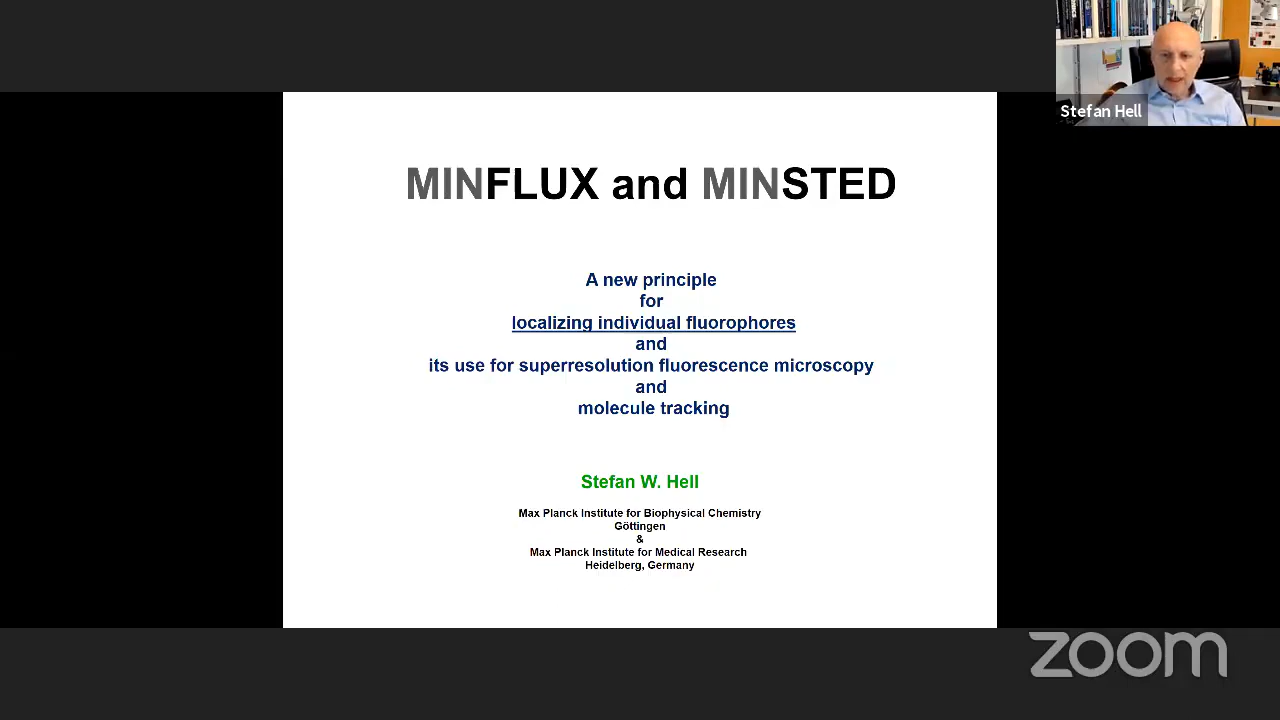 Stefan Hell
MINFLUX and MINSTED
A new principle
for
localizing individual fluorophores
and
its use for superresolution fluorescence microscopy
and
molecule tracking
Stefan W. Hell
Max Planck Institute for Biophysical Chemistry
Göttingen
&
Max Planck Institute for Medical Research
Heidelberg, Germany
zoom